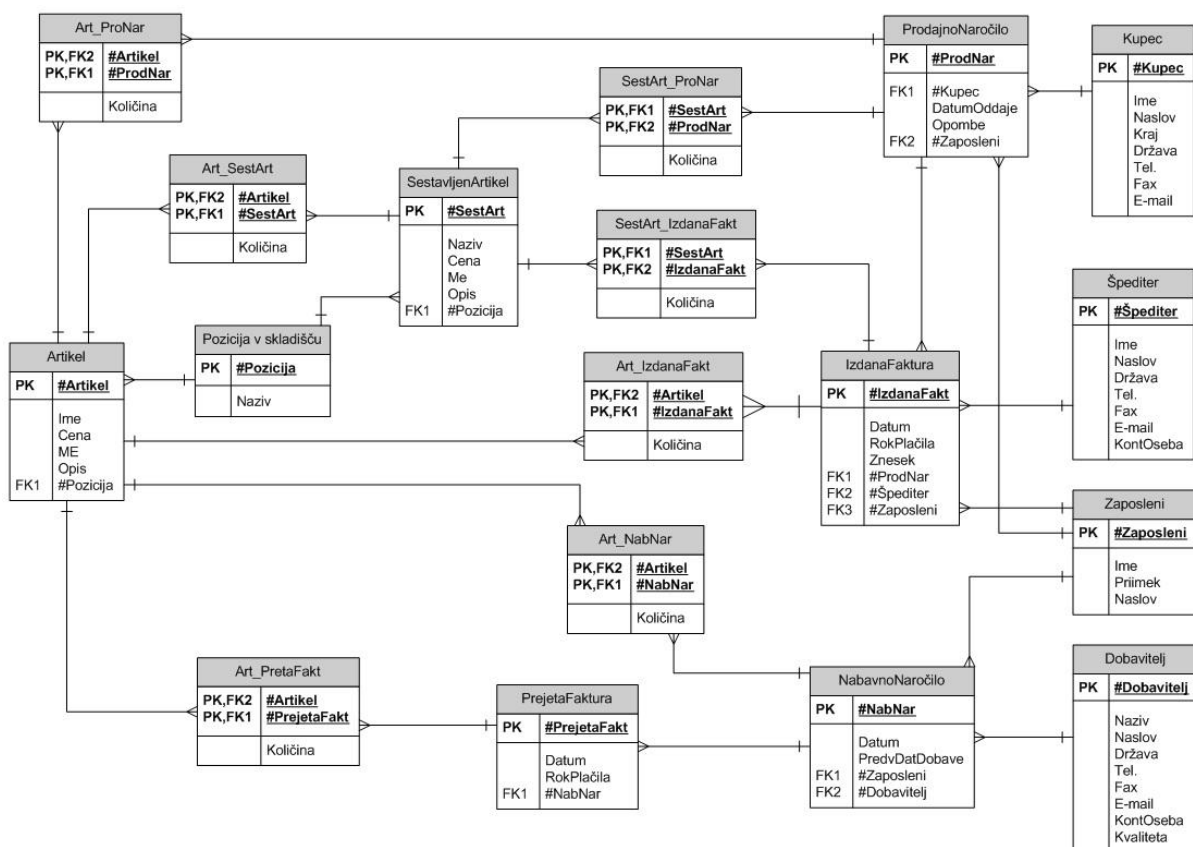 Art_ProNar
PK,FK2 #Artikel
PK,FK1 #ProdNar
Količina
ProdajnoNaročilo
PK #ProdNar
FK1 #Kupec
DatumOddaje
Opombe
FK2 #Zaposleni
Kupec
PK #Kupec
Ime
Naslov
Kraj
Država
Tel.
Fax
E-mail
SestArt_ProNar
PK,FK1 #SestArt
PK,FK2 #ProdNar
Količina
Art_SestArt
PK,FK2 #Artikel
PK,FK1 #SestArt
Količina
SestavljenArtikel
PK #SestArt
Naziv
Cena
Me
Opis
FK1 #Pozicija
SestArt_IzdanaFakt
PK,FK1 #SestArt
PK,FK2 #IzdanaFakt
Količina
Špediter
PK #Špediter
Ime
Naslov
Država
Tel.
Fax
E-mail
KontOseba
Pozicija v skladišču
PK #Pozicija
Naziv
Artikel
PK #Artikel
Ime
Cena
ME
Opis
FK1 #Pozicija
Art_IzdanaFakt
PK,FK2 #Artikel
PK,FK1 #IzdanaFakt
Količina
IzdanaFaktura
PK #IzdanaFakt
Datum
RokPlačila
Znesek
FK1 #ProdNar
FK2 #Špediter
FK3 #Zaposleni
Zaposleni
PK #Zaposleni
Ime
Priimek
Naslov
Art_NabNar
PK,FK2 #Artikel
PK,FK1 #NabNar
Količina
Art_PretaFakt
PK,FK2 #Artikel
PK,FK1 #PrejetaFakt
Količina
PrejetaFaktura
PK #PrejetaFakt
Datum
RokPlačila
FK1 #NabNar
NabavnoNaročilo
PK #NabNar
Datum
PredvDatDobave
FK1 #Zaposleni
FK2 #Dobavitelj
Dobavitelj
PK #Dobavitelj
Naziv
Naslov
Država
Tel.
Fax
E-mail
KontOseba
Kvaliteta